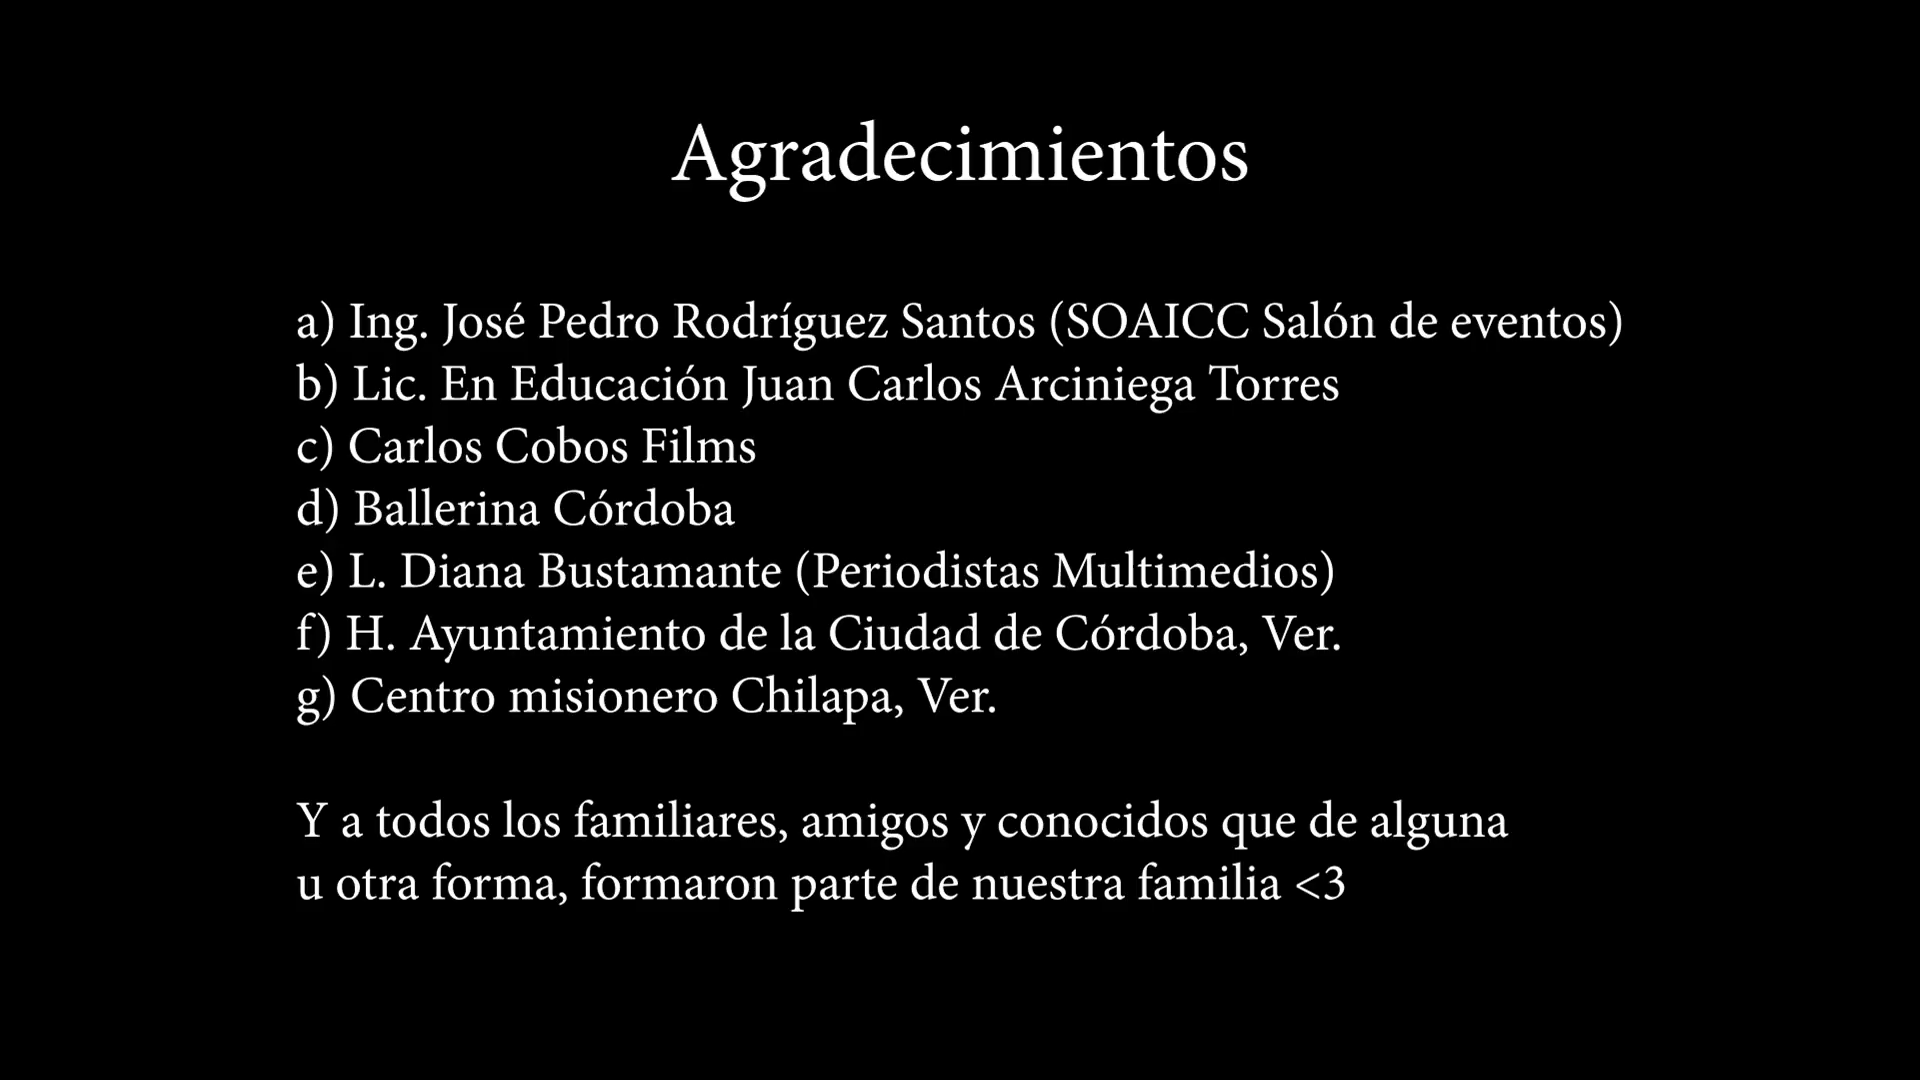 Agradecimientos
a) Ing. José Pedro Rodríguez Santos (SOAICC Salón de eventos)
b) Lic. En Educación Juan Carlos Arciniega Torres
c) Carlos Cobos Films
d) Ballerina Córdoba
e) L. Diana Bustamante (Periodistas Multimedios)
f) H. Ayuntamiento de la Ciudad de Córdoba, Ver.
g) Centro misionero Chilapa, Ver.
Y a todos los familiares, amigos y conocidos que de alguna
u otra forma, formaron parte de nuestra familia <3